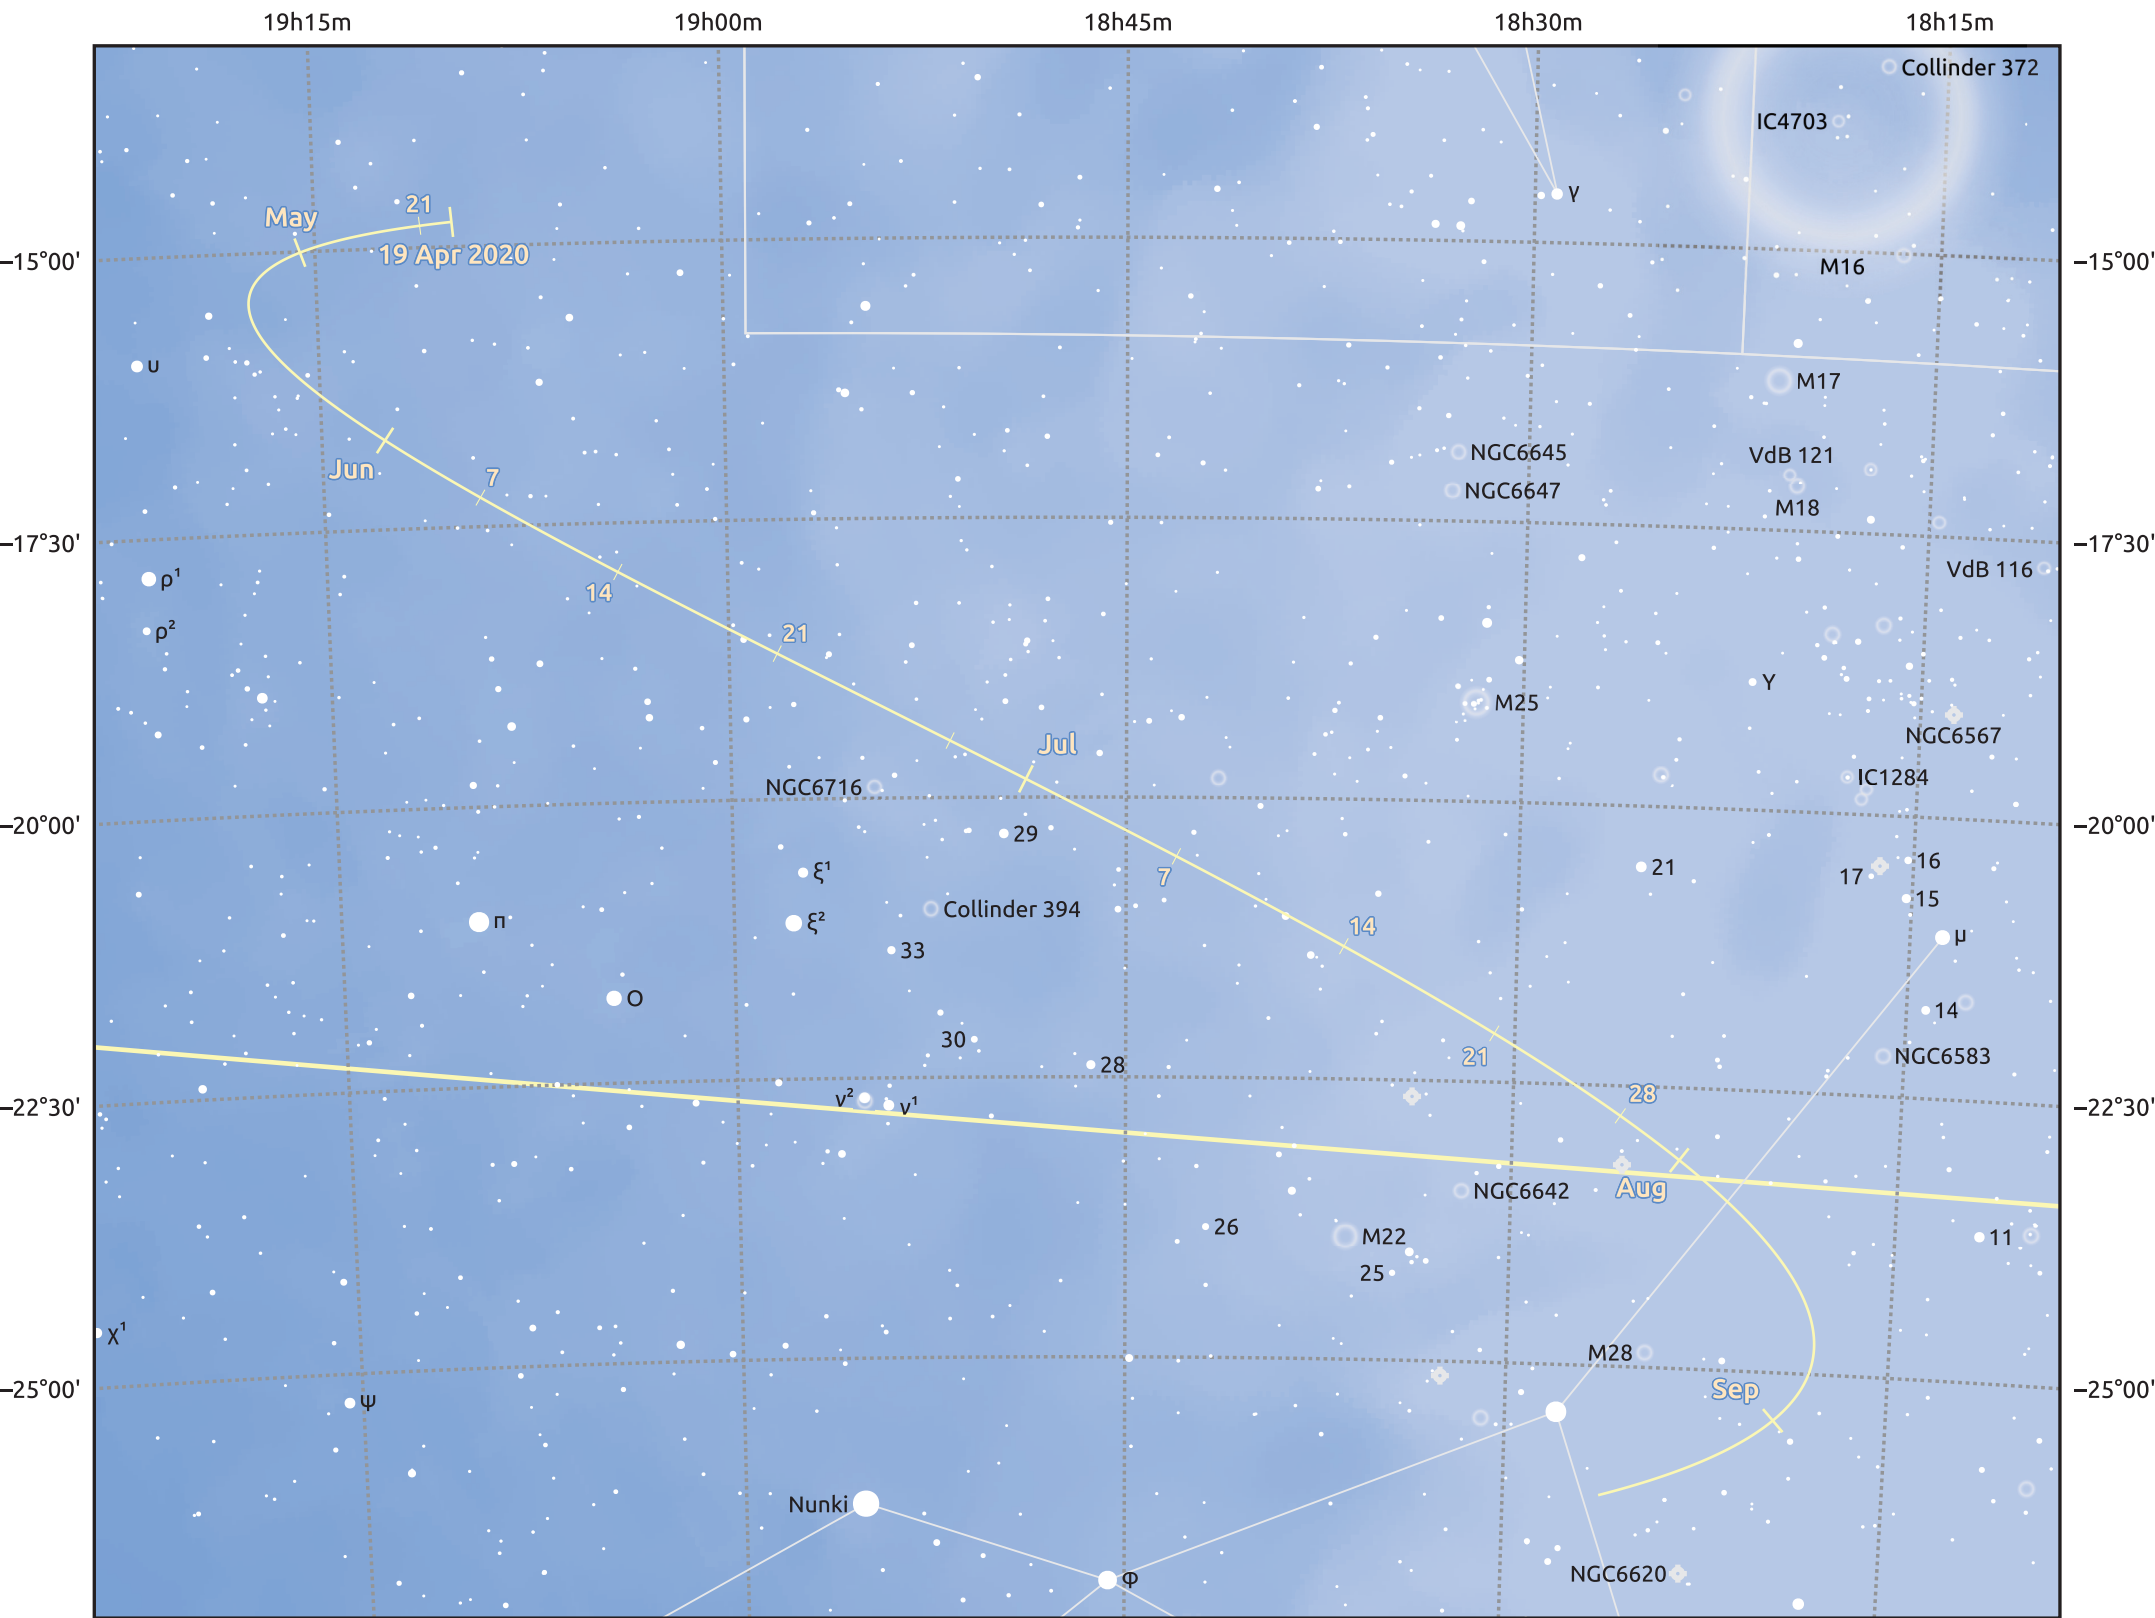 19h15m
19h00m
18h45m
18h30m
18h15m
Collinder 372
IC4703
γ
21
May
19 Apr 2020
−15°00'
−15°00'
M16
υ
M17
Jun
7
NGC6645
VdB 121
NGC6647
M18
−17°30'
−17°30'
ρ¹
14
VdB 116
ρ²
21
Y
M25
NGC6567
Jul
NGC6716
IC1284
−20°00'
−20°00'
29
ξ¹
7
21
17
16
15
π
ξ²
Collinder 394
14
μ
33
ο
14
30
28
21
NGC6583
28
−22°30'
−22°30'
ν²
ν¹
Aug
NGC6642
26
M22
11
25
χ¹
M28
−25°00'
−25°00'
Sep
ψ
Nunki
φ
NGC6620